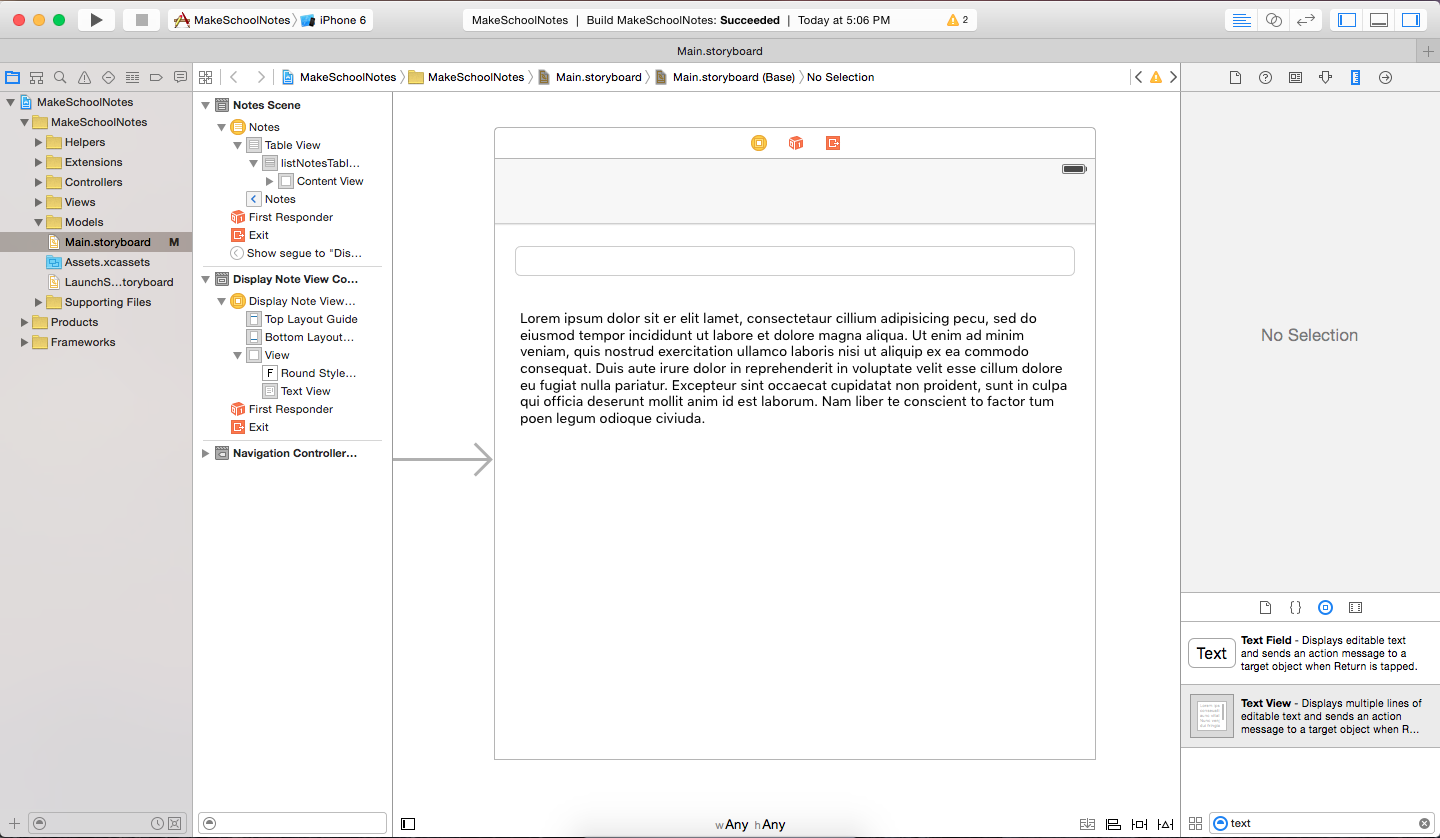 MakeSchoolNotes
iPhone 6
MakeSchoolNotes | Build MakeSchoolNotes: Succeeded | Today at 5:06 PM
2
Main.storyboard
MakeSchoolNotes
MakeSchoolNotes
Main.storyboard
Main.storyboard (Base)
No Selection
MakeSchoolNotes
MakeSchoolNotes
Helpers
Extensions
Controllers
Views
Models
Main.storyboard M
Assets.xcassets
LaunchS...toryboard
Supporting Files
Products
Frameworks
Notes Scene
Notes
Table View
listNotesTabl...
Content View
Notes
First Responder
Exit
Show segue to "Dis...
Display Note View Co...
Display Note View...
Top Layout Guide
Bottom Layout...
View
F Round Style...
Text View
First Responder
Exit
Navigation Controller...
Lorem ipsum dolor sit er elit lamet, consectetaur cillium adipisicing pecu, sed do
eiusmod tempor incididunt ut labore et dolore magna aliqua. Ut enim ad minim
veniam, quis nostrud exercitation ullamco laboris nisi ut aliquip ex ea commodo
consequat. Duis aute irure dolor in reprehenderit in voluptate velit esse cillum dolore
eu fugiat nulla pariatur. Excepteur sint occaecat cupidatat non proident, sunt in culpa
qui officia deserunt mollit anim id est laborum. Nam liber te conscient to factor tum
poen legum odioque civiuda.
wAny hAny
No Selection
Text
Text Field - Displays editable text
and sends an action message to a
target object when Return is tapped.
Text View - Displays multiple lines of
editable text and sends an action
message to a target object when R...
text